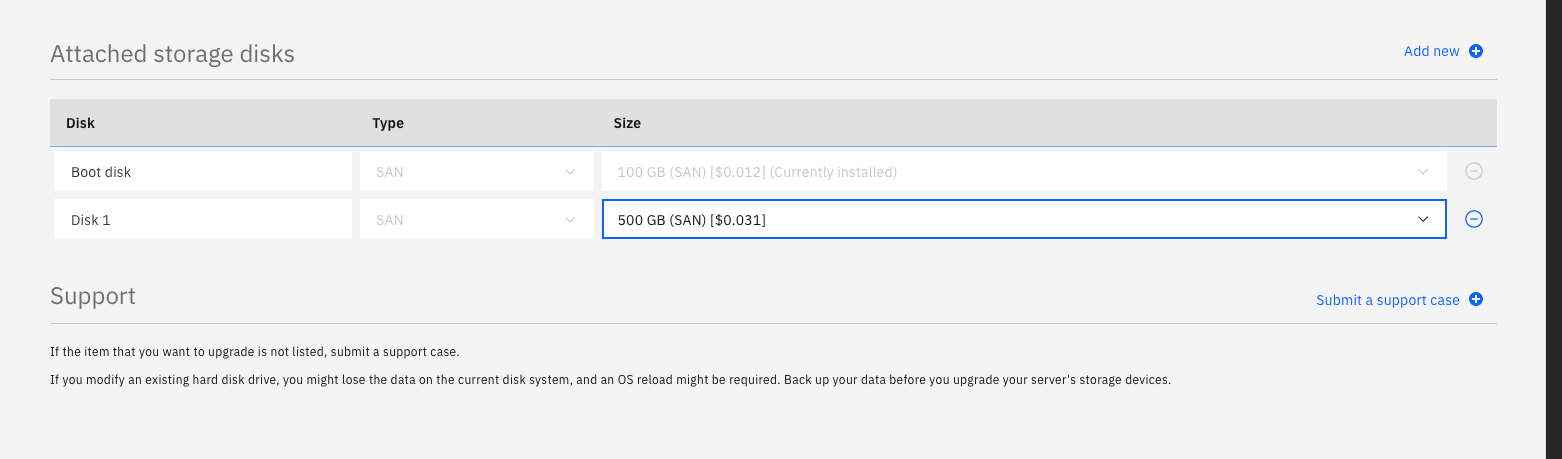 Attached storage disks
Add new
Disk Type Size
Boot disk SAN 100 GB (SAN) [$0.012] (Currently installed)
Disk 1 SAN 500 GB (SAN) [$0.031]
Support
Submit a support case
If the item that you want to upgrade is not listed, submit a support case.
If you modify an existing hard disk drive, you might lose the data on the current disk system, and an OS reload might be required. Back up your data before you upgrade your server's storage devices.